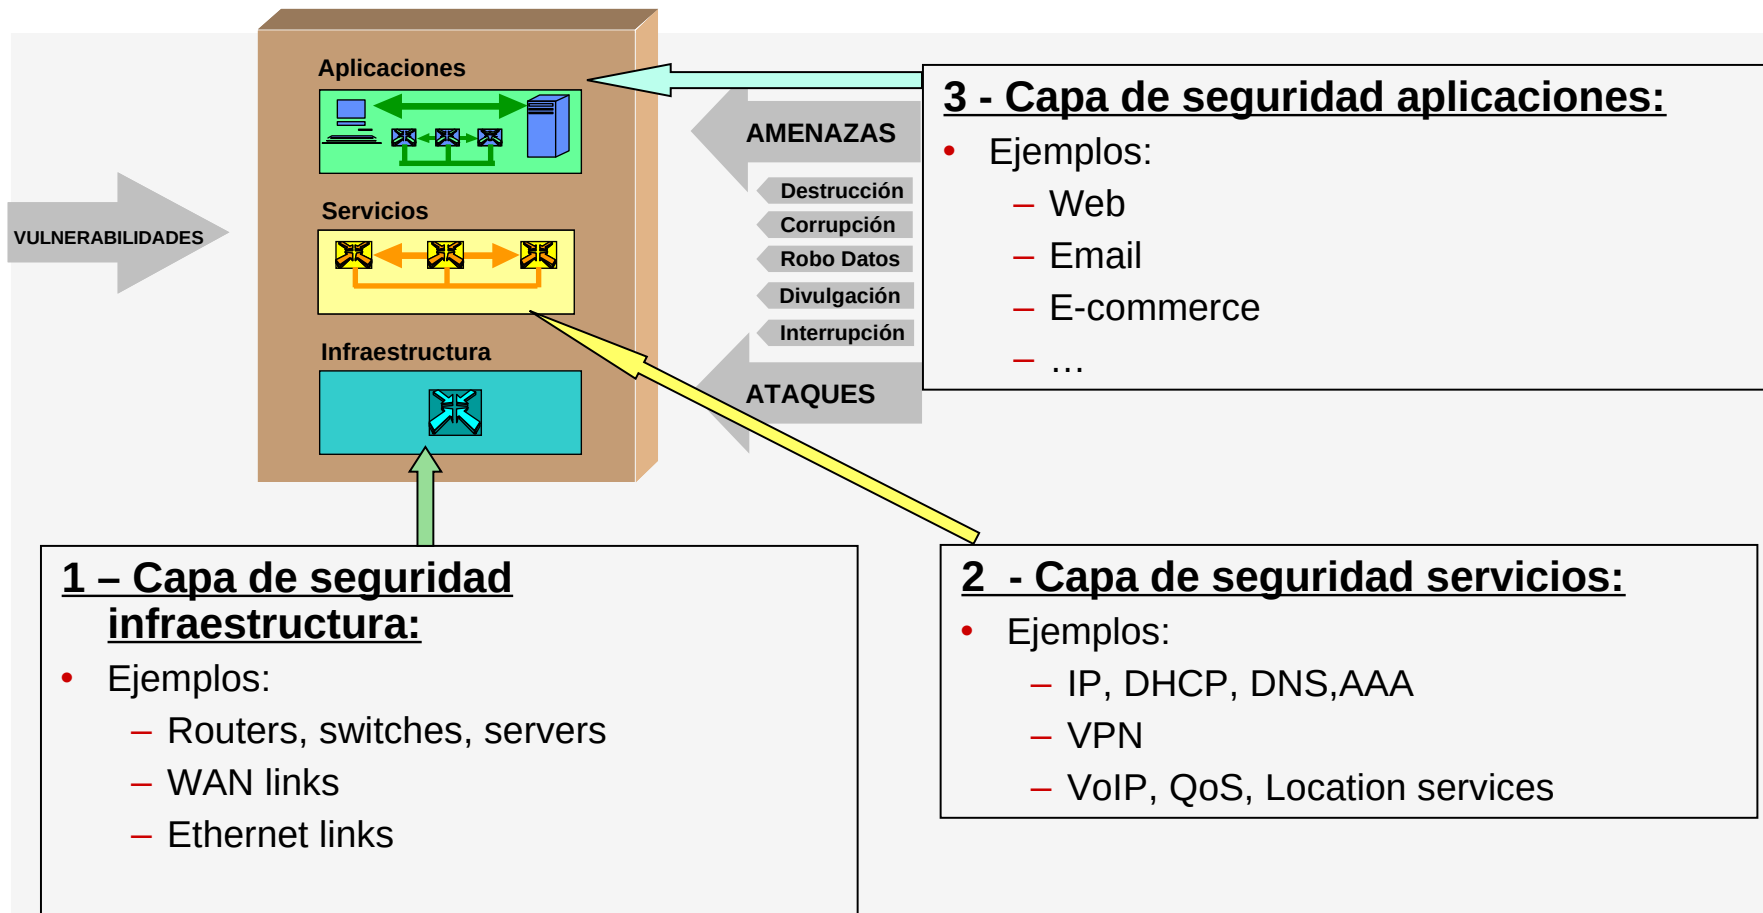 Aplicaciones
Servicios
Infraestructura
VULNERABILIDADES
AMENAZAS
Destrucción
Corrupción
Robo Datos
Divulgación
Interrupción
ATAQUES
3 - Capa de seguridad aplicaciones:
• Ejemplos:
– Web
– Email
– E-commerce
– …
1 – Capa de seguridad
infraestructura:
• Ejemplos:
– Routers, switches, servers
– WAN links
– Ethernet links
2  - Capa de seguridad servicios:
• Ejemplos:
– IP, DHCP, DNS,AAA
– VPN
– VoIP, QoS, Location services